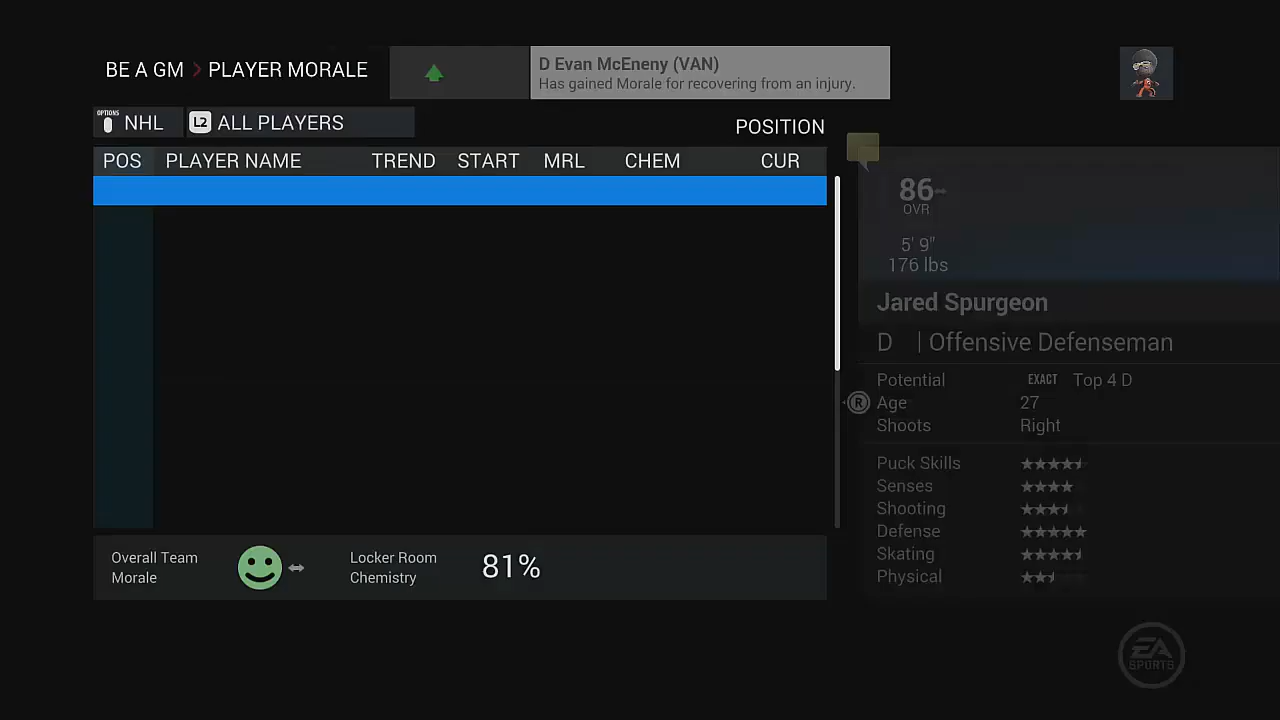 BE A GM > PLAYER MORALE
D Evan McEneny (VAN)
Has gained Morale for recovering from an injury.
OPTIONS NHL L2 ALL PLAYERS
POSITION
POS PLAYER NAME TREND START MRL CHEM CUR
86
OVR
5' 9"
176 lbs
Jared Spurgeon
D | Offensive Defenseman
Potential EXACT Top 4 D
R Age 27
Shoots Right
Puck Skills
Senses
Shooting
Defense
Skating
Physical
Overall Team Morale
Locker Room Chemistry
81%
EA SPORTS